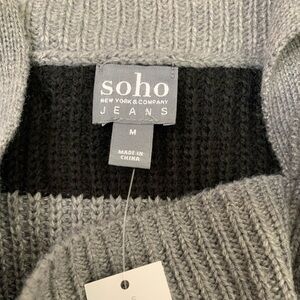 soho
NEW YORK & COMPANY
JEANS
M
MADE IN
CHINA